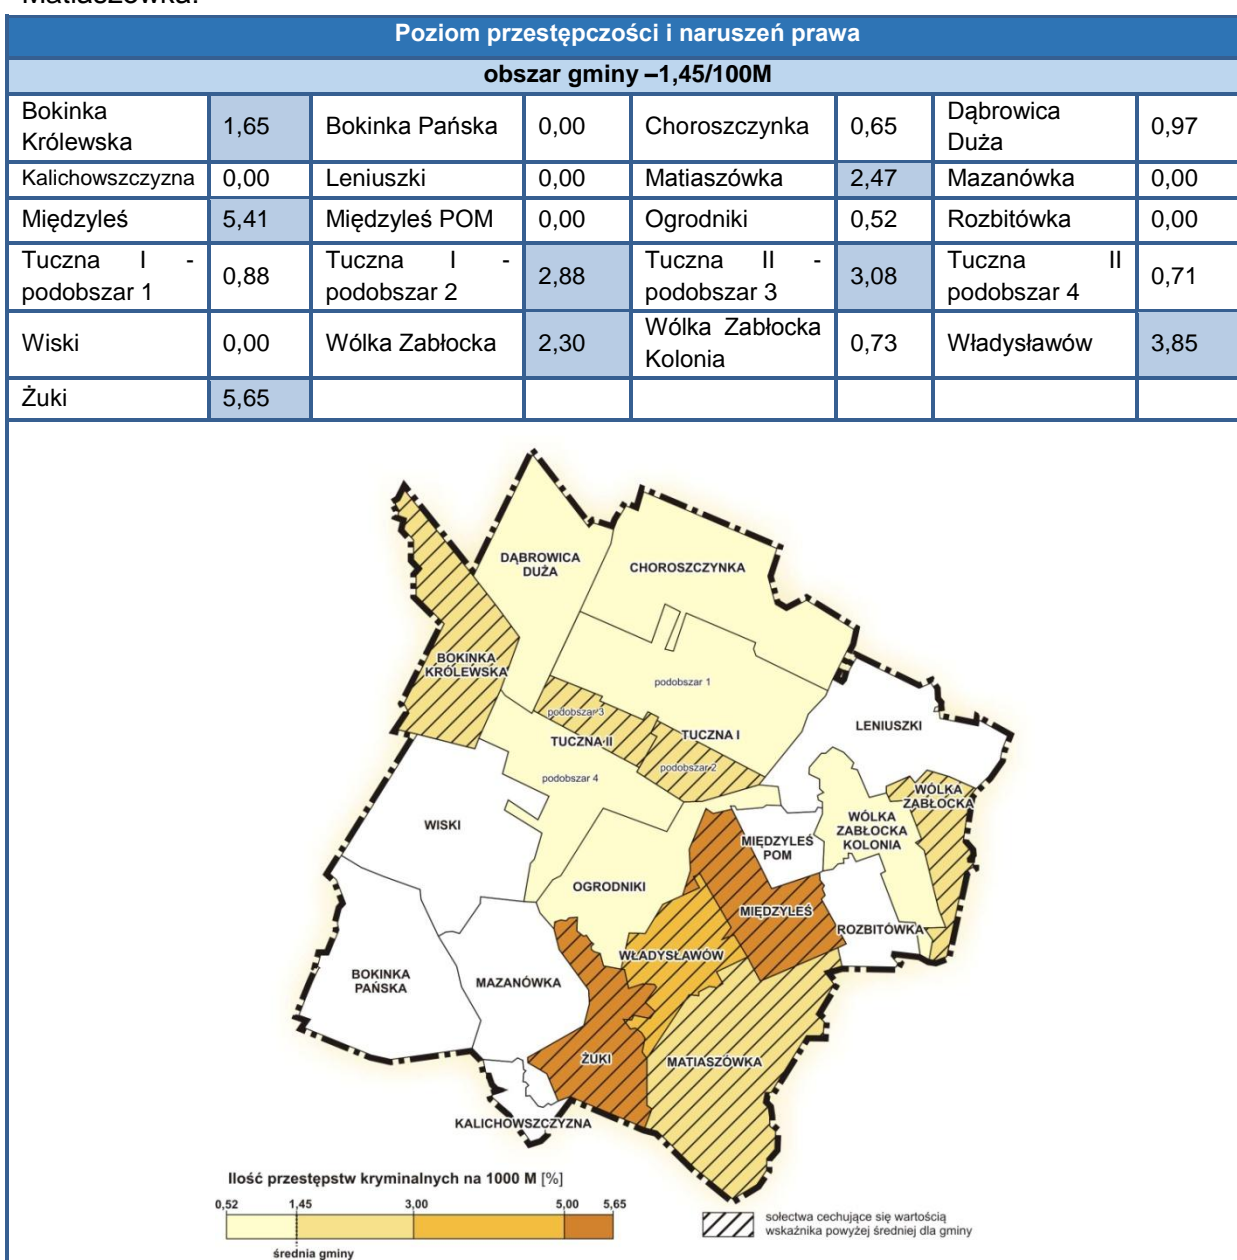 Matiaszówka.
Poziom przestępczości i naruszeń prawa
obszar gminy –1,45/100M
Bokinka Królewska 1,65 Bokinka Pańska 0,00 Choroszczynka 0,65 Dąbrowica Duża 0,97
Kalichowszczyzna 0,00 Leniuszki 0,00 Matiaszówka 2,47 Mazanówka 0,00
Międzyleś 5,41 Międzyleś POM 0,00 Ogrodniki 0,52 Rozbitówka 0,00
Tuczna I - podobszar 1 0,88 Tuczna I - podobszar 2 2,88 Tuczna II - podobszar 3 3,08 Tuczna II podobszar 4 0,71
Wiski 0,00 Wólka Zabłocka 2,30 Wólka Zabłocka Kolonia 0,73 Władysławów 3,85
Żuki 5,65
DĄBROWICA
DUŻA
CHOROSZCZYNKA
BOKINKA
KRÓLEWSKA
podobszar 1
podobszar 3
TUCZNA II
TUCZNA I
podobszar 2
podobszar 4
LENIUSZKI
WÓLKA
ZABŁOCKA
WÓLKA
ZABŁOCKA
KOLONIA
WISKI
MIĘDZYLEŚ
POM
OGRODNIKI
MIĘDZYLEŚ
ROZBITÓWKA
WŁADYSŁAWÓW
BOKINKA
PAŃSKA
MAZANÓWKA
ŻUKI
MATIASZÓWKA
KALICHOWSZCZYZNA
Ilość przestępstw kryminalnych na 1000 M [%]
0,52 1,45 3,00 5,00 5,65
średnia gminy
sołectwa cechujące się wartością
wskaźnika powyżej średniej dla gminy